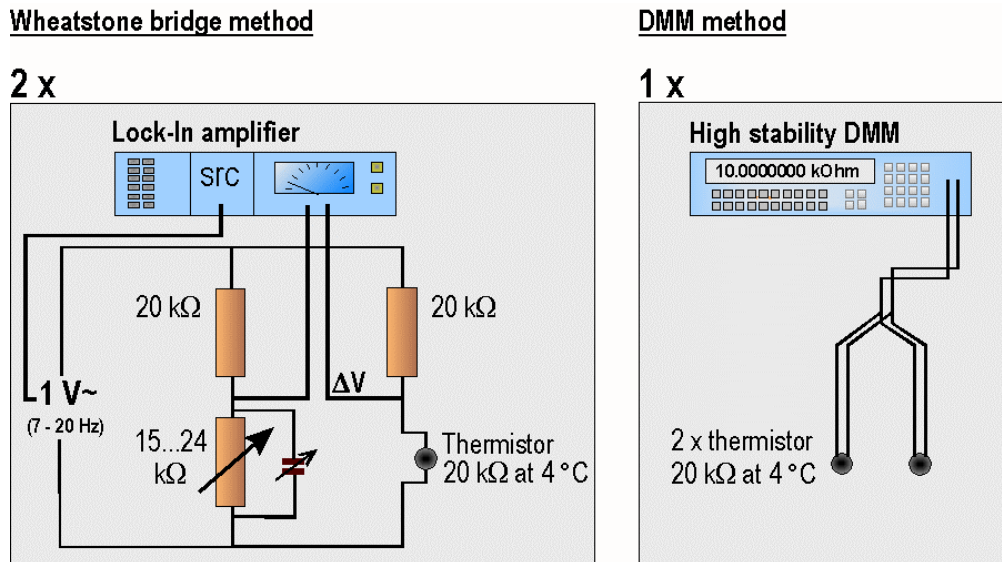 Wheatstone bridge method
2 x
Lock-In amplifier
src
20 kΩ
20 kΩ
1 V~
(7 - 20 Hz)
ΔV
15...24
kΩ
Thermistor
20 kΩ at 4 °C
DMM method
1 x
High stability DMM
10.0000000 kOhm
2 x thermistor
20 kΩ at 4 °C